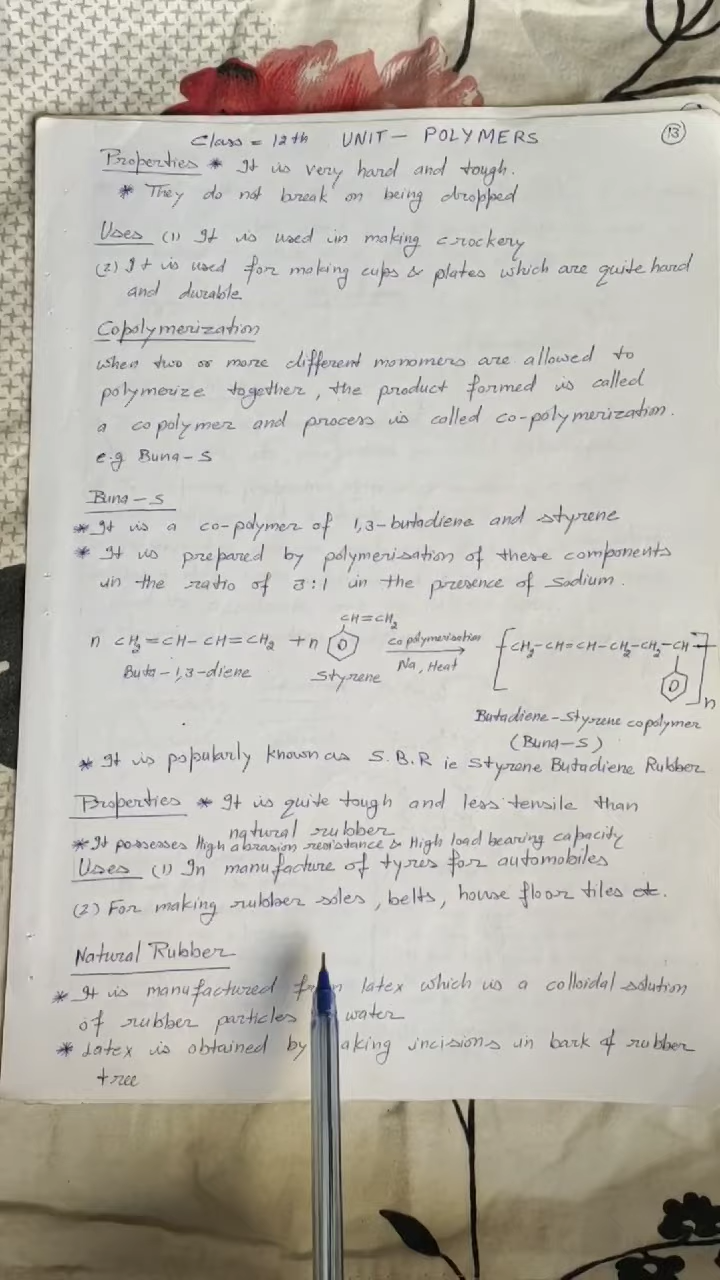 Class = 12th UNIT - POLYMERS
13
Properties * It is very hard and tough.
* They do not break on being dropped
Uses (1) It is used in making crockery
(2) It is used for making cups & plates which are quite hard
and durable
Copolymerization
when two or more different monomers are allowed to
polymerize together, the product formed is called
a copolymer and process is called co-polymerization.
e.g Buna-S
Buna-S
* It is a co-polymer of 1,3-butadiene and styrene
* It is prepared by polymerisation of these components
in the ratio of 3:1 in the presence of sodium.
CH=CH₂
n CH₂=CH-CH=CH₂ + n Copolymerisation [CH₂-CH=CH-CH₂-CH₂-CH]n
Na, Heat
Buta-1,3-diene Styrene
Butadiene-Styrene copolymer
(Buna-S)
* It is popularly known as S.B.R ie Styrene Butadiene Rubber
Properties * It is quite tough and less tensile than
natural rubber
* It possesses High abrasion resistance & High load bearing capacity
Uses (1) In manufacture of tyres for automobiles
(2) For making rubber soles, belts, house floor tiles etc.
Natural Rubber
* It is manufactured latex which is a colloidal solution
of rubber particles water
* Latex is obtained by aking incisions in bark of rubber
tree